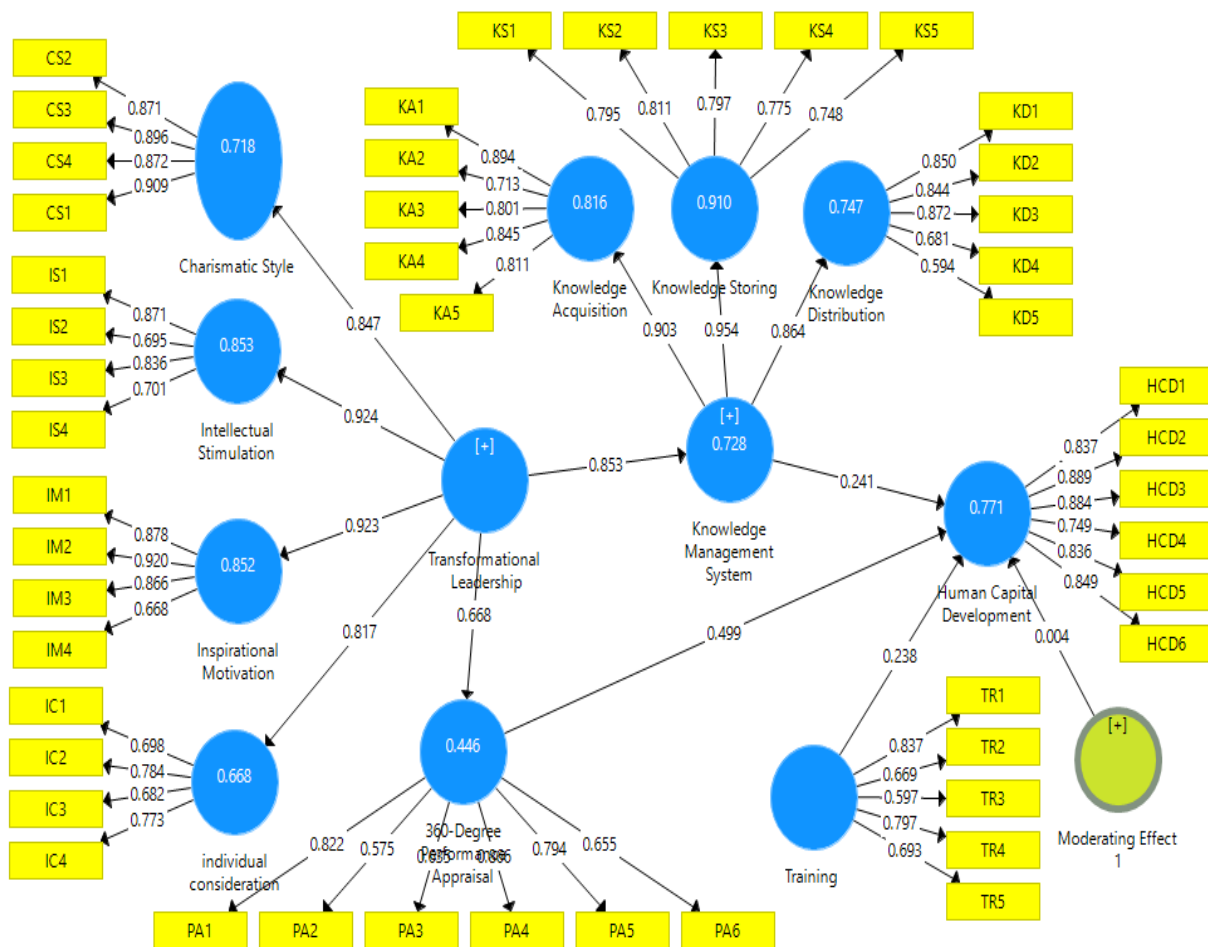 KS1
KS2
KS3
KS4
KS5
0.795
0.811
0.797
0.775
0.748
CS2
CS3
CS4
CS1
0.871
0.896
0.872
0.909
0.718
Charismatic Style
KA1
KA2
KA3
KA4
KA5
0.894
0.713
0.801
0.845
0.811
0.816
Knowledge
Acquisition
0.910
Knowledge Storing
0.747
Knowledge
Distribution
KD1
KD2
KD3
KD4
KD5
0.850
0.844
0.872
0.681
0.594
IS1
IS2
IS3
IS4
0.871
0.695
0.836
0.701
0.853
Intellectual
Stimulation
0.847
0.924
0.923
0.817
0.903
0.954
0.864
[+]
Transformational
Leadership
0.853
[+]
0.728
Knowledge
Management
System
0.241
0.771
Human Capital
Development
HCD1
HCD2
HCD3
HCD4
HCD5
HCD6
0.837
0.889
0.884
0.749
0.836
0.849
IM1
IM2
IM3
IM4
0.878
0.920
0.866
0.668
0.852
Inspirational
Motivation
0.668
0.499
0.238
0.004
IC1
IC2
IC3
IC4
0.698
0.784
0.682
0.773
0.668
individual
consideration
0.446
360-Degree
Performance
Appraisal
0.822
0.575
0.866
0.794
0.655
PA1
PA2
PA3
PA4
PA5
PA6
Training
0.837
0.669
0.597
0.797
0.693
TR1
TR2
TR3
TR4
TR5
[+]
Moderating Effect
1